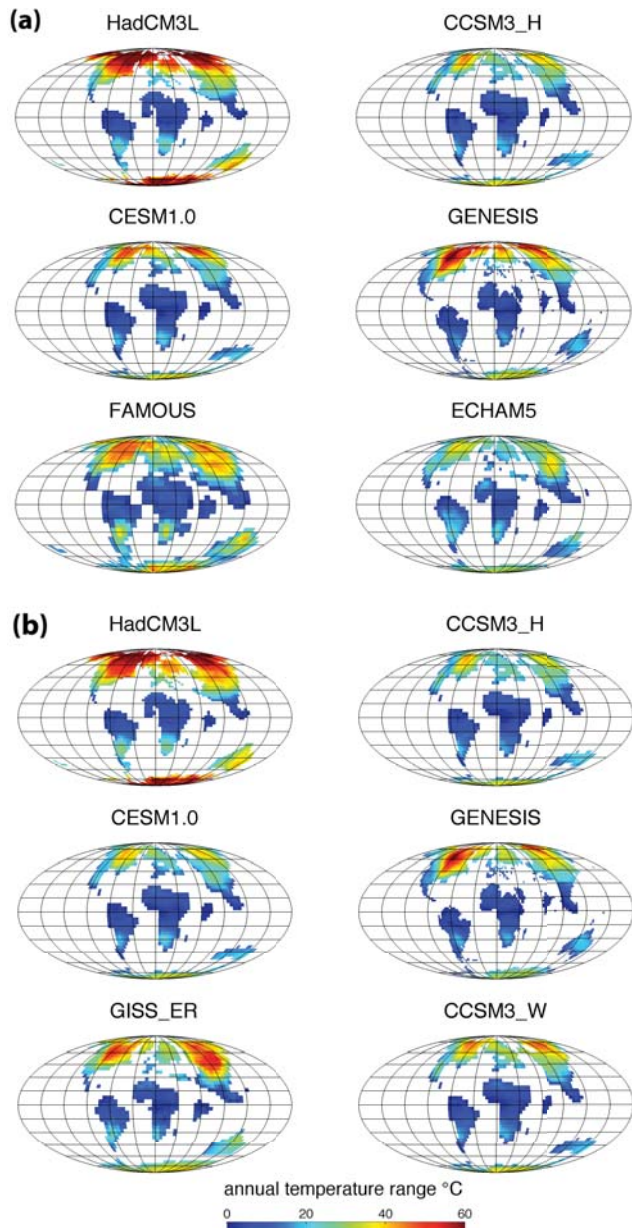 (a)
HadCM3L CCSM3_H
CESM1.0 GENESIS
FAMOUS ECHAM5
(b)
HadCM3L CCSM3_H
CESM1.0 GENESIS
GISS_ER CCSM3_W
annual temperature range °C
0 20 40 60